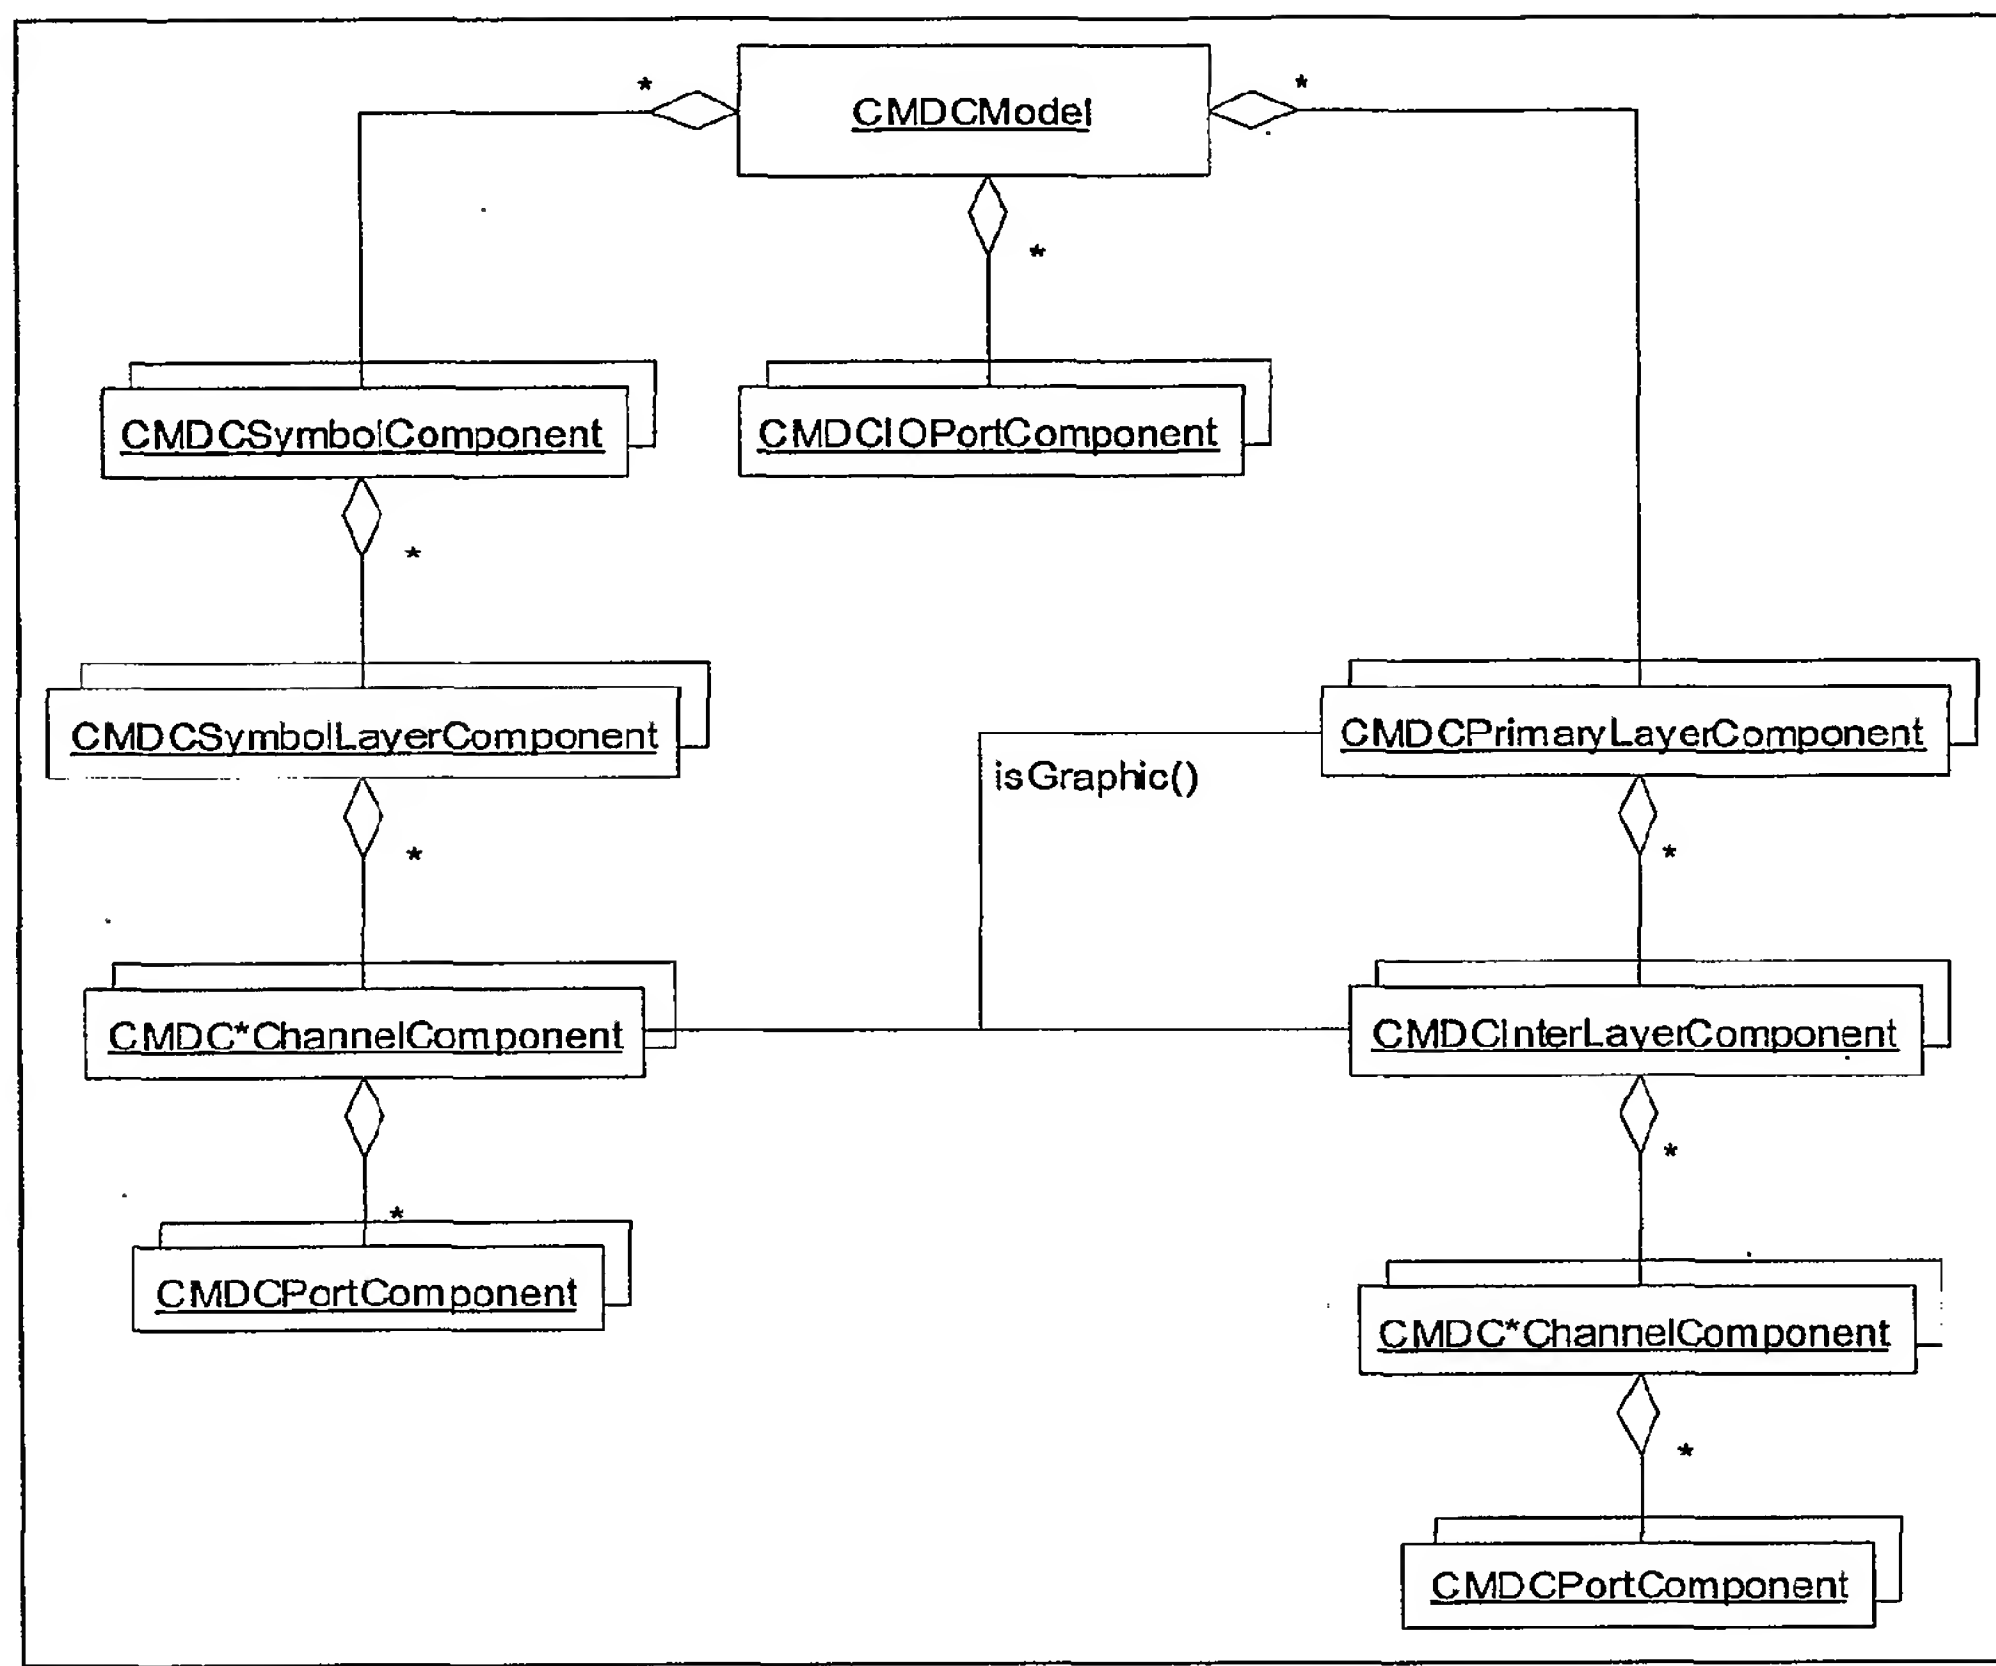 *
CMDCModel
*
*
CMDCSymbolComponent
CMDCIOPortComponent
*
CMDCSymbolLayerComponent
CMDCPrimaryLayerComponent
isGraphic()
*
*
CMDC*ChannelComponent
CMDCInterLayerComponent
*
*
CMDCPortComponent
CMDC*ChannelComponent
*
CMDCPortComponent